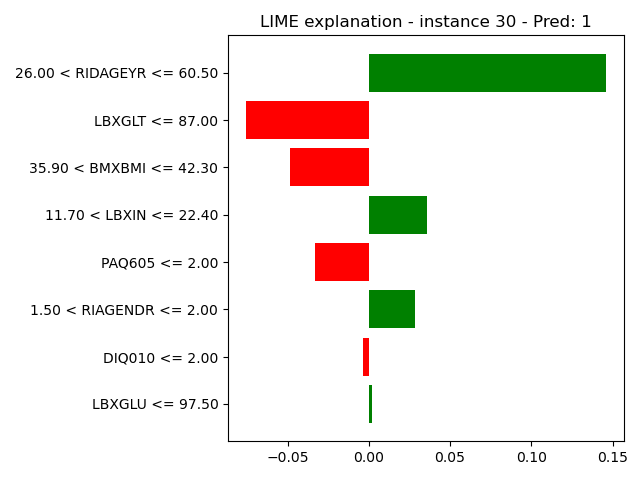 LIME explanation - instance 30 - Pred: 1
26.00 < RIDAGEYR <= 60.50
LBXGLT <= 87.00
35.90 < BMXBMI <= 42.30
11.70 < LBXIN <= 22.40
PAQ605 <= 2.00
1.50 < RIAGENDR <= 2.00
DIQ010 <= 2.00
LBXGLU <= 97.50
−0.05 0.00 0.05 0.10 0.15